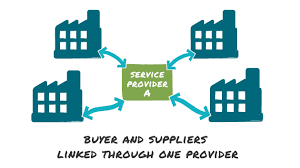 SERVICE
PROVIDER
A
BUYER AND SUPPLIERS
LINKED THROUGH ONE PROVIDER